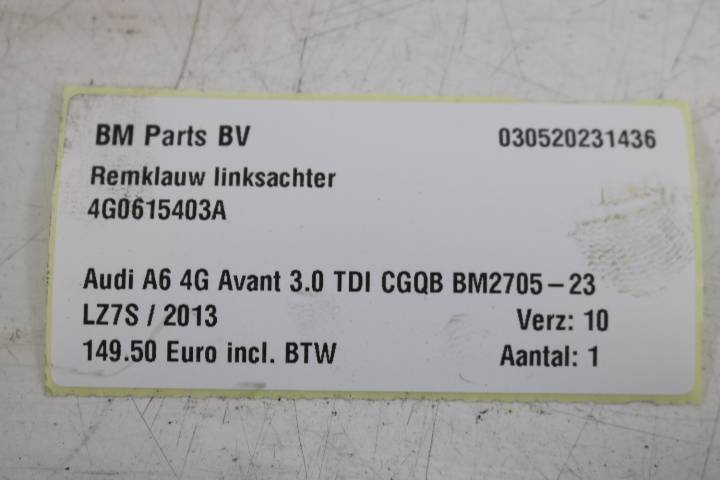 BM Parts BV 030520231436
Remklauw linksachter
4G0615403A
Audi A6 4G Avant 3.0 TDI CGQB BM2705-23
LZ7S / 2013 Verz: 10
149.50 Euro incl. BTW Aantal: 1